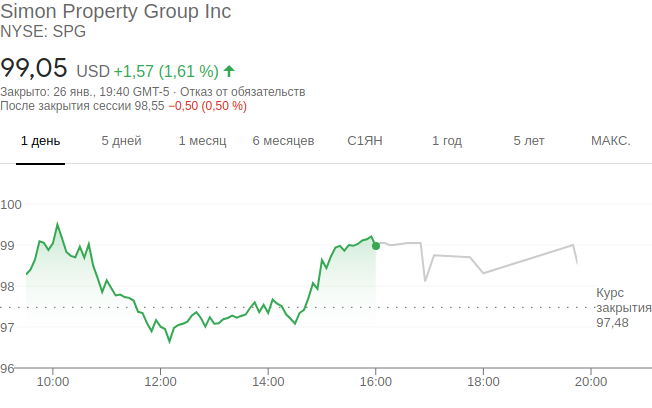 Simon Property Group Inc
NYSE: SPG
99,05 USD +1,57 (1,61 %)
Закрыто: 26 янв., 19:40 GMT-5 · Отказ от обязательств
После закрытия сессии 98,55 −0,50 (0,50 %)
1 день 5 дней 1 месяц 6 месяцев С1ЯН 1 год 5 лет МАКС.
100
99
98
97
96
Курс
закрытия
97,48
10:00 12:00 14:00 16:00 18:00 20:00